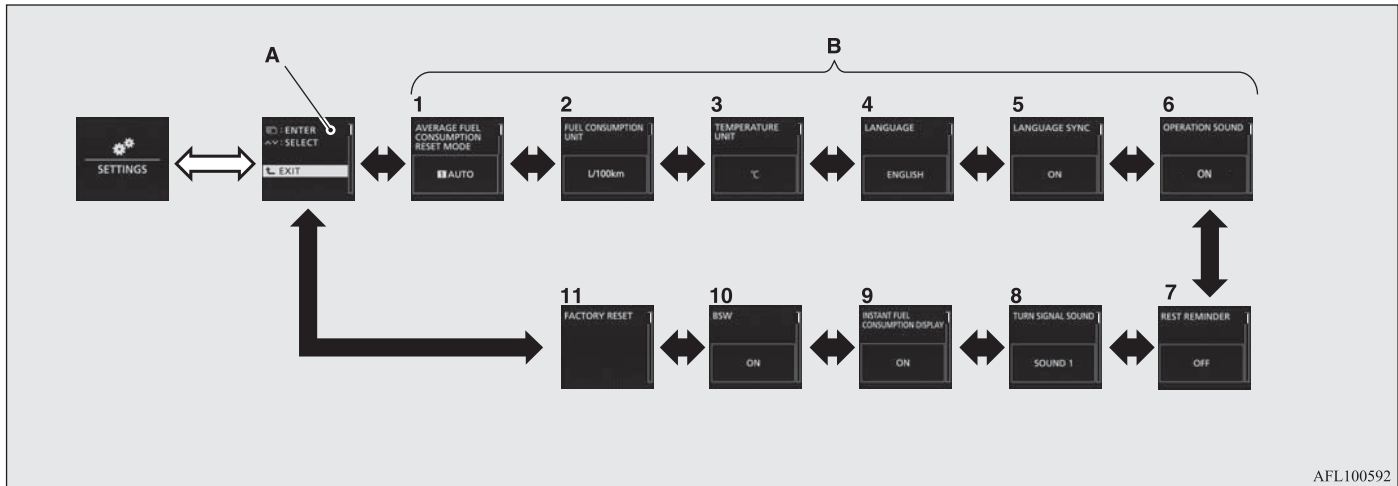 A
B
SETTINGS
: ENTER
: SELECT
EXIT
1
AVERAGE FUEL
CONSUMPTION
RESET MODE
1 AUTO
2
FUEL CONSUMPTION
UNIT
L/100km
3
TEMPERATURE
UNIT
℃
4
LANGUAGE
ENGLISH
5
LANGUAGE SYNC
ON
6
OPERATION SOUND
ON
11
FACTORY RESET
10
BSW
ON
9
INSTANT FUEL
CONSUMPTION DISPLAY
ON
8
TURN SIGNAL SOUND
SOUND 1
7
REST REMINDER
OFF
AFL100592